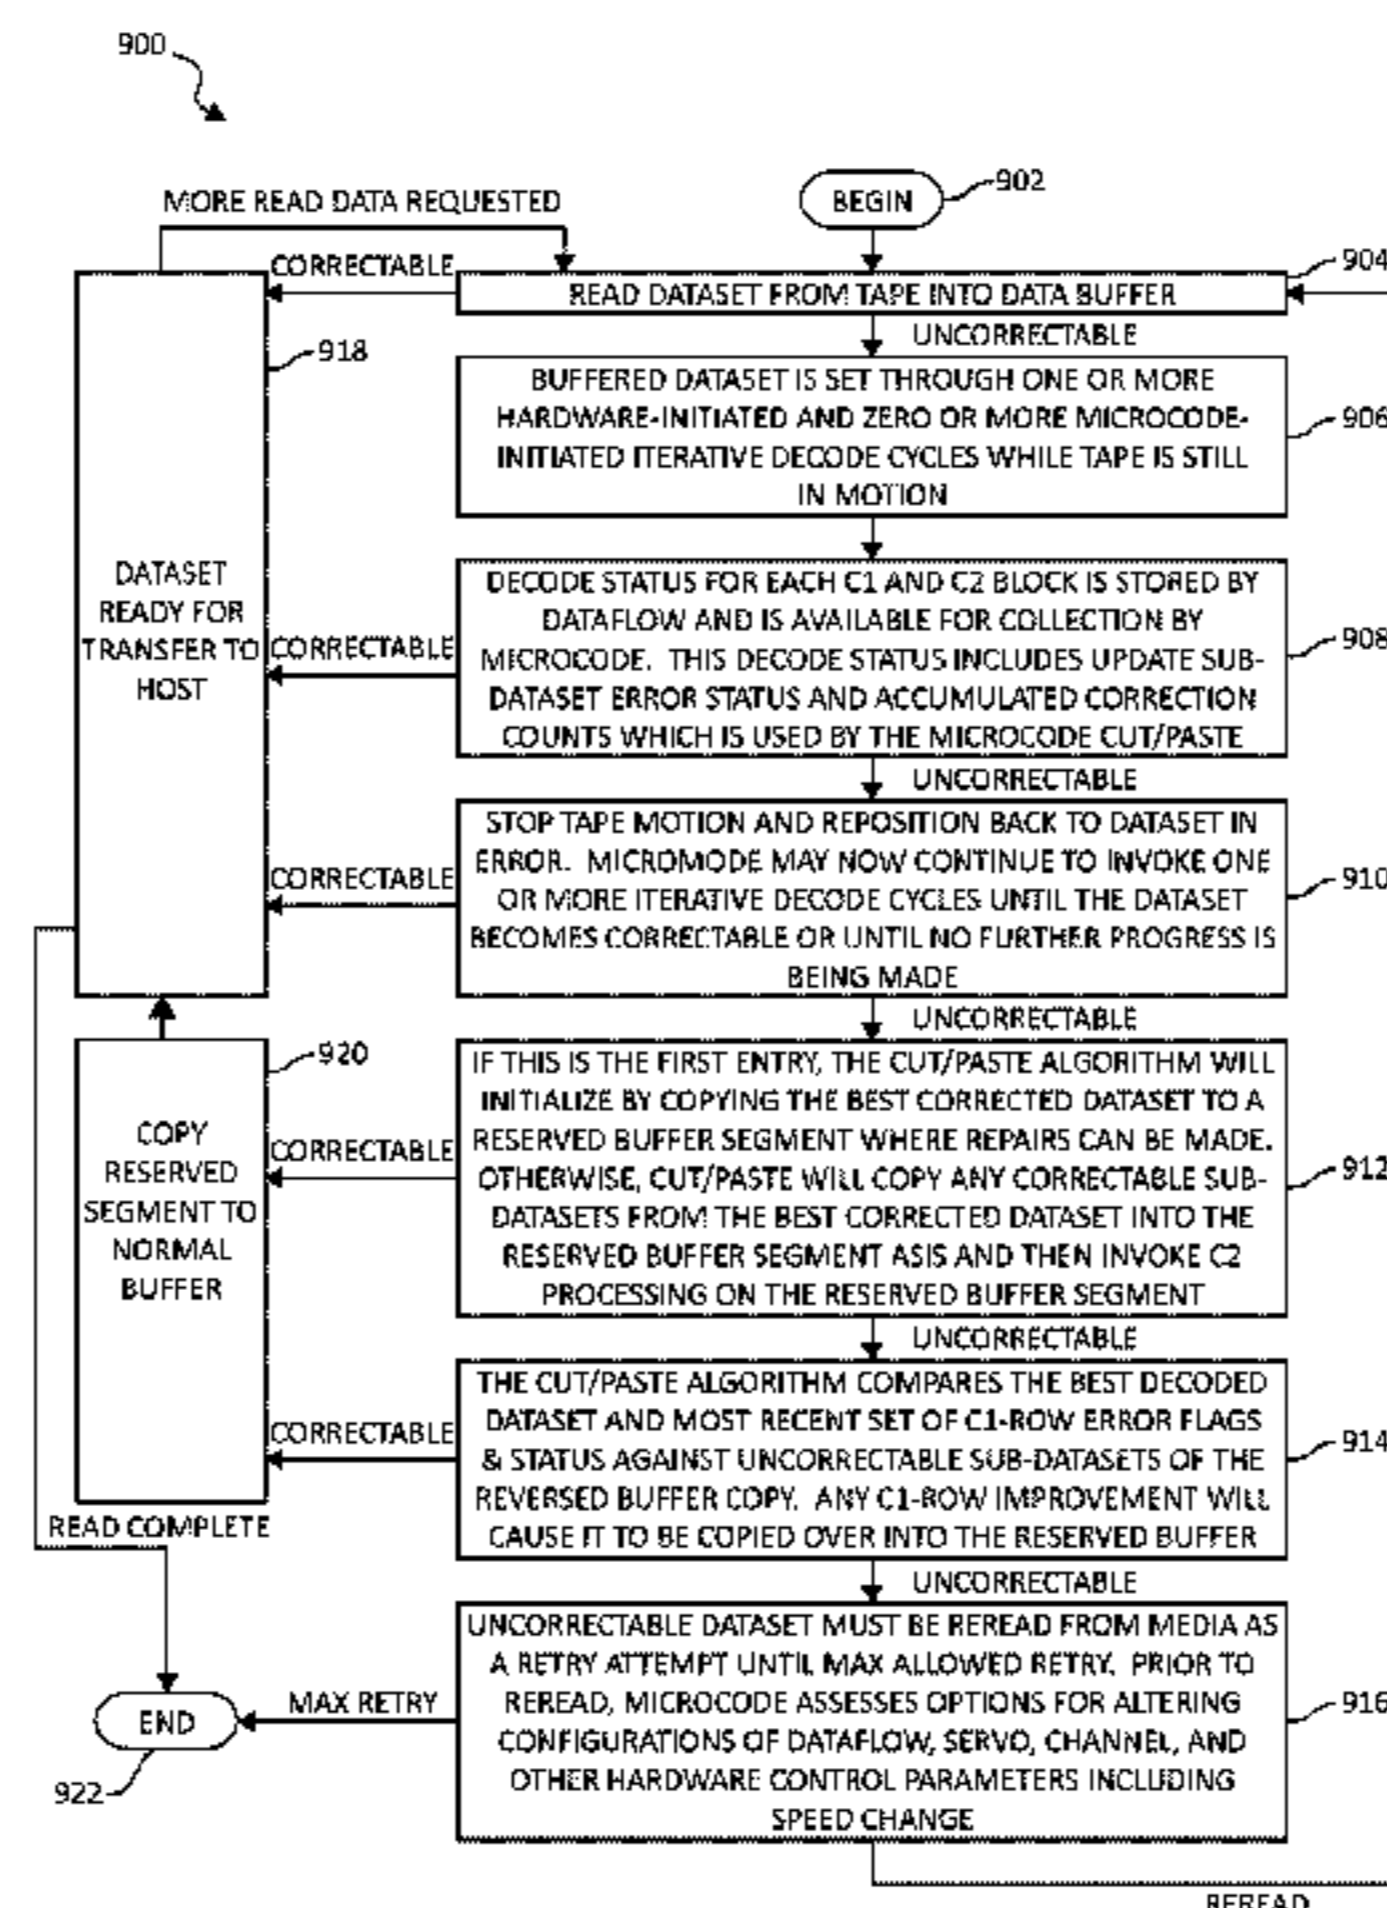 900
MORE READ DATA REQUESTED
BEGIN
902
CORRECTABLE
READ DATASET FROM TAPE INTO DATA BUFFER
904
UNCORRECTABLE
918
BUFFERED DATASET IS SET THROUGH ONE OR MORE
HARDWARE-INITIATED AND ZERO OR MORE MICROCODE-
INITIATED ITERATIVE DECODE CYCLES WHILE TAPE IS STILL
IN MOTION
906
DATASET
READY FOR
TRANSFER TO
HOST
CORRECTABLE
DECODE STATUS FOR EACH C1 AND C2 BLOCK IS STORED BY
DATAFLOW AND IS AVAILABLE FOR COLLECTION BY
MICROCODE. THIS DECODE STATUS INCLUDES UPDATE SUB-
DATASET ERROR STATUS AND ACCUMULATED CORRECTION
COUNTS WHICH IS USED BY THE MICROCODE CUT/PASTE
908
UNCORRECTABLE
CORRECTABLE
STOP TAPE MOTION AND REPOSITION BACK TO DATASET IN
ERROR. MICROMODE MAY NOW CONTINUE TO INVOKE ONE
OR MORE ITERATIVE DECODE CYCLES UNTIL THE DATASET
BECOMES CORRECTABLE OR UNTIL NO FURTHER PROGRESS IS
BEING MADE
910
UNCORRECTABLE
920
COPY
RESERVED
SEGMENT TO
NORMAL
BUFFER
CORRECTABLE
IF THIS IS THE FIRST ENTRY, THE CUT/PASTE ALGORITHM WILL
INITIALIZE BY COPYING THE BEST CORRECTED DATASET TO A
RESERVED BUFFER SEGMENT WHERE REPAIRS CAN BE MADE.
OTHERWISE, CUT/PASTE WILL COPY ANY CORRECTABLE SUB-
DATASETS FROM THE BEST CORRECTED DATASET INTO THE
RESERVED BUFFER SEGMENT ASIS AND THEN INVOKE C2
PROCESSING ON THE RESERVED BUFFER SEGMENT
912
UNCORRECTABLE
CORRECTABLE
THE CUT/PASTE ALGORITHM COMPARES THE BEST DECODED
DATASET AND MOST RECENT SET OF C1-ROW ERROR FLAGS
& STATUS AGAINST UNCORRECTABLE SUB-DATASETS OF THE
REVERSED BUFFER COPY. ANY C1-ROW IMPROVEMENT WILL
CAUSE IT TO BE COPIED OVER INTO THE RESERVED BUFFER
914
READ COMPLETE
UNCORRECTABLE
END
922
MAX RETRY
UNCORRECTABLE DATASET MUST BE REREAD FROM MEDIA AS
A RETRY ATTEMPT UNTIL MAX ALLOWED RETRY. PRIOR TO
REREAD, MICROCODE ASSESSES OPTIONS FOR ALTERING
CONFIGURATIONS OF DATAFLOW, SERVO, CHANNEL, AND
OTHER HARDWARE CONTROL PARAMETERS INCLUDING
SPEED CHANGE
916
REREAD